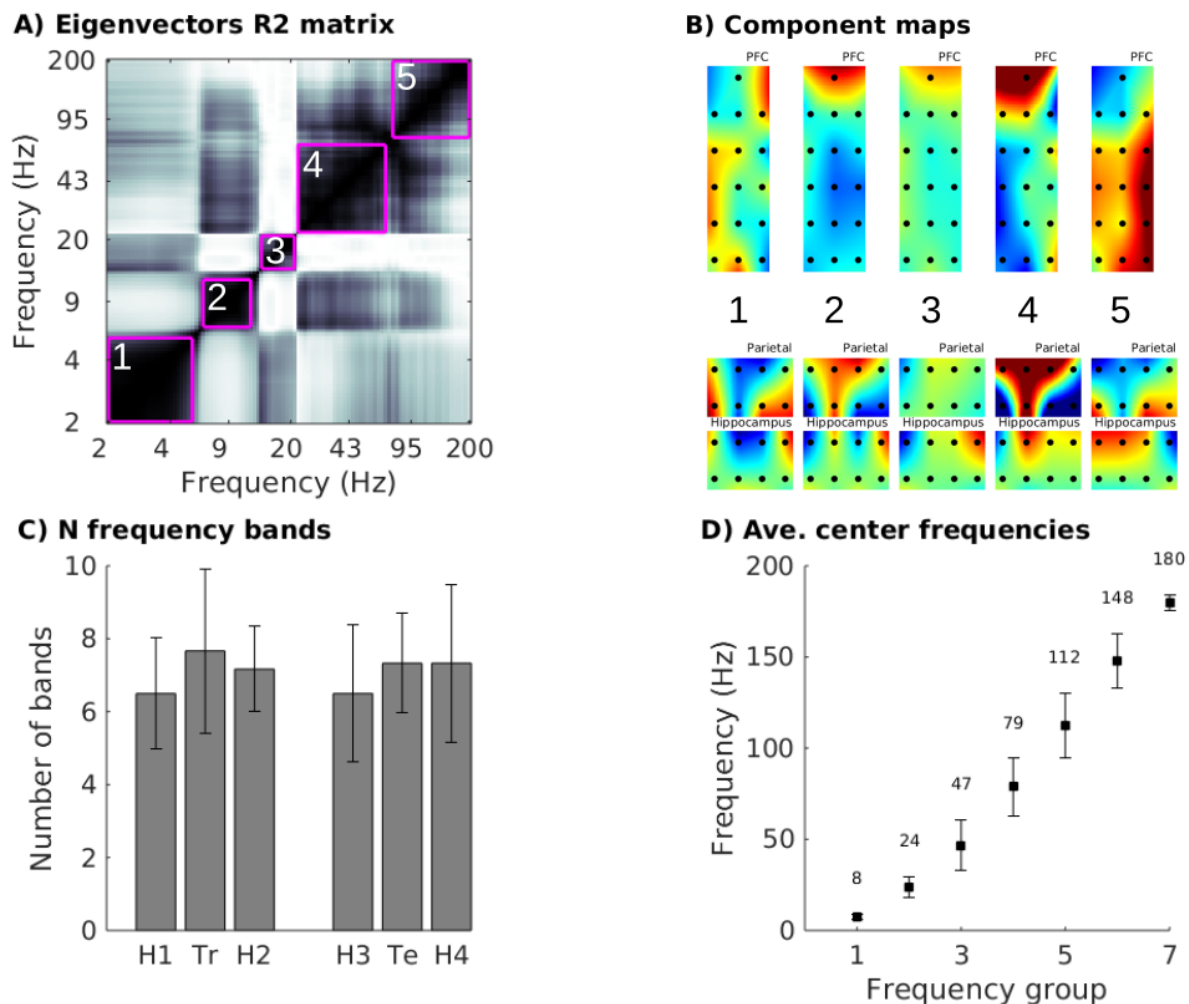 A) Eigenvectors R2 matrix
200
95
43
20
9
4
2
Frequency (Hz)
5
4
3
2
1
2 4 9 20 43 95 200
Frequency (Hz)
B) Component maps
PFC PFC PFC PFC PFC
1 2 3 4 5
Parietal Parietal Parietal Parietal Parietal
Hippocampus Hippocampus Hippocampus Hippocampus Hippocampus
C) N frequency bands
10
8
6
4
2
0
Number of bands
H1 Tr H2 H3 Te H4
D) Ave. center frequencies
200
150
100
50
0
Frequency (Hz)
180
148
112
79
47
24
8
1 3 5 7
Frequency group